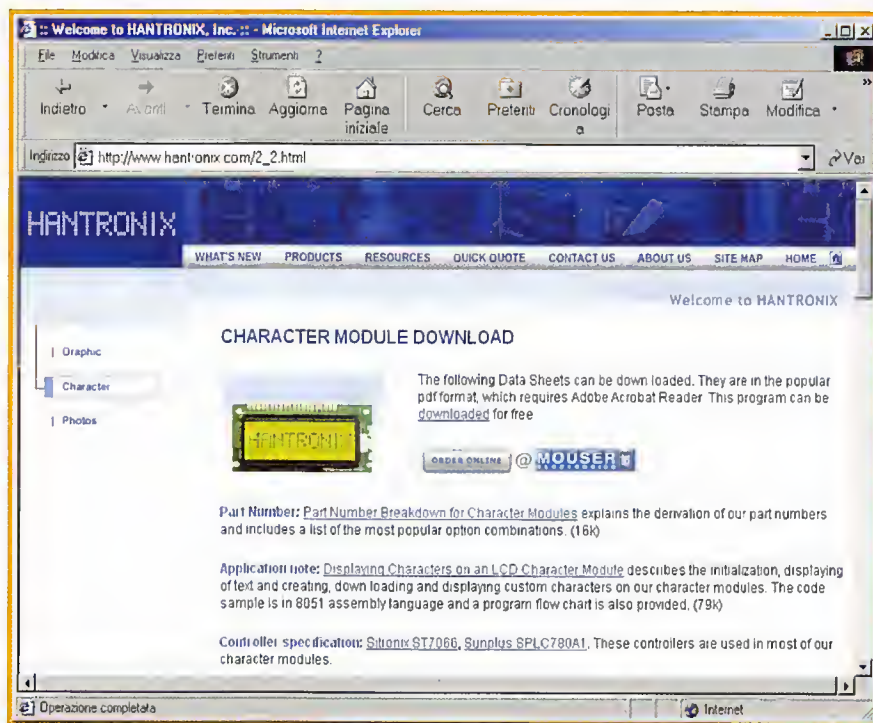 :: Welcome to HANTRONIX, Inc. :: - Microsoft Internet Explorer
File Modifica Visualizza Preferiti Strumenti ?
Indietro Avanti Termina Aggiorna Pagina iniziale Cerca Preferiti Cronologia Posta Stampa Modifica »
Indirizzo http://www.hantronix.com/2_2.html Vai
HANTRONIX
WHAT'S NEW PRODUCTS RESOURCES QUICK QUOTE CONTACT US ABOUT US SITE MAP HOME
Welcome to HANTRONIX
Graphic
Character
Photos
CHARACTER MODULE DOWNLOAD
HANTRONIX
The following Data Sheets can be down loaded. They are in the popular
pdf format, which requires Adobe Acrobat Reader This program can be
downloaded for free
ORDER ONLINE @ MOUSER
Part Number: Part Number Breakdown for Character Modules explains the derivation of our part numbers
and includes a list of the most popular option combinations. (16k)
Application note: Displaying Characters on an LCD Character Module describes the initialization, displaying
of text and creating, down loading and displaying custom characters on our character modules. The code
sample is in 8051 assembly language and a program flow chart is also provided. (79k)
Controller specification: Sitronix ST7066, Sunplus SPLC780A1. These controllers are used in most of our
character modules.
Operazione completata Internet